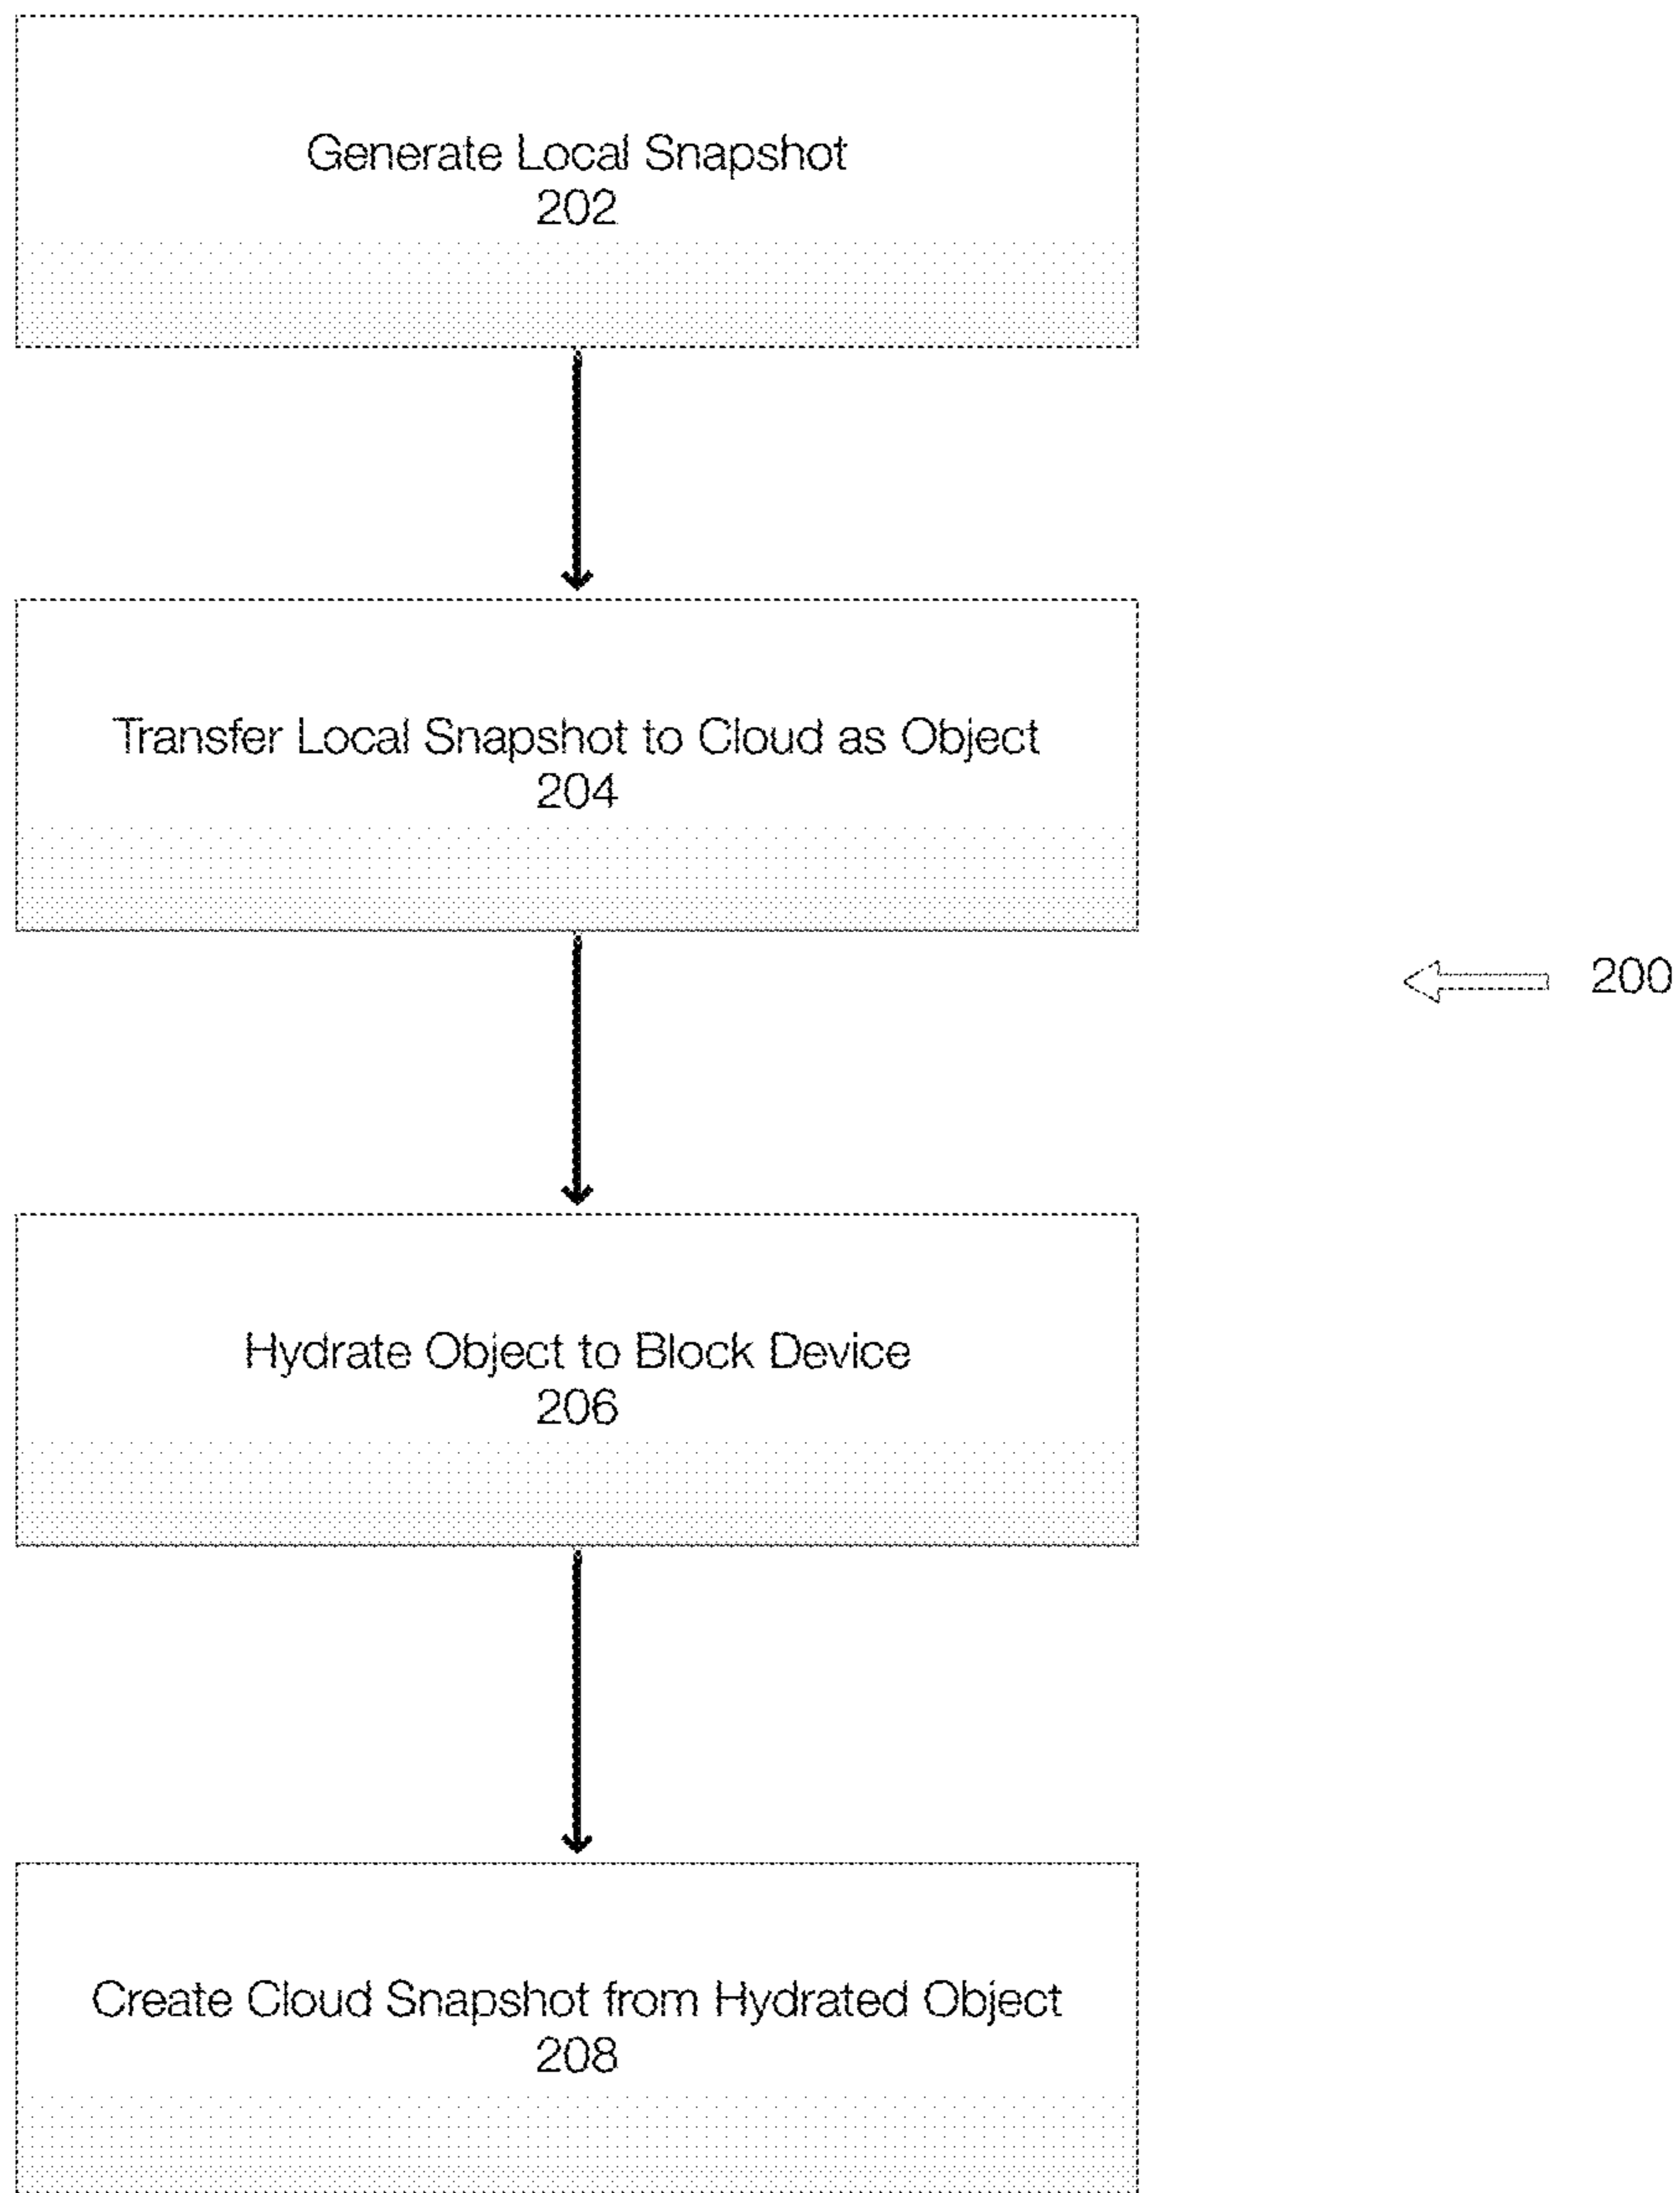 Generate Local Snapshot
202
Transfer Local Snapshot to Cloud as Object
204
200
Hydrate Object to Block Device
206
Create Cloud Snapshot from Hydrated Object
208